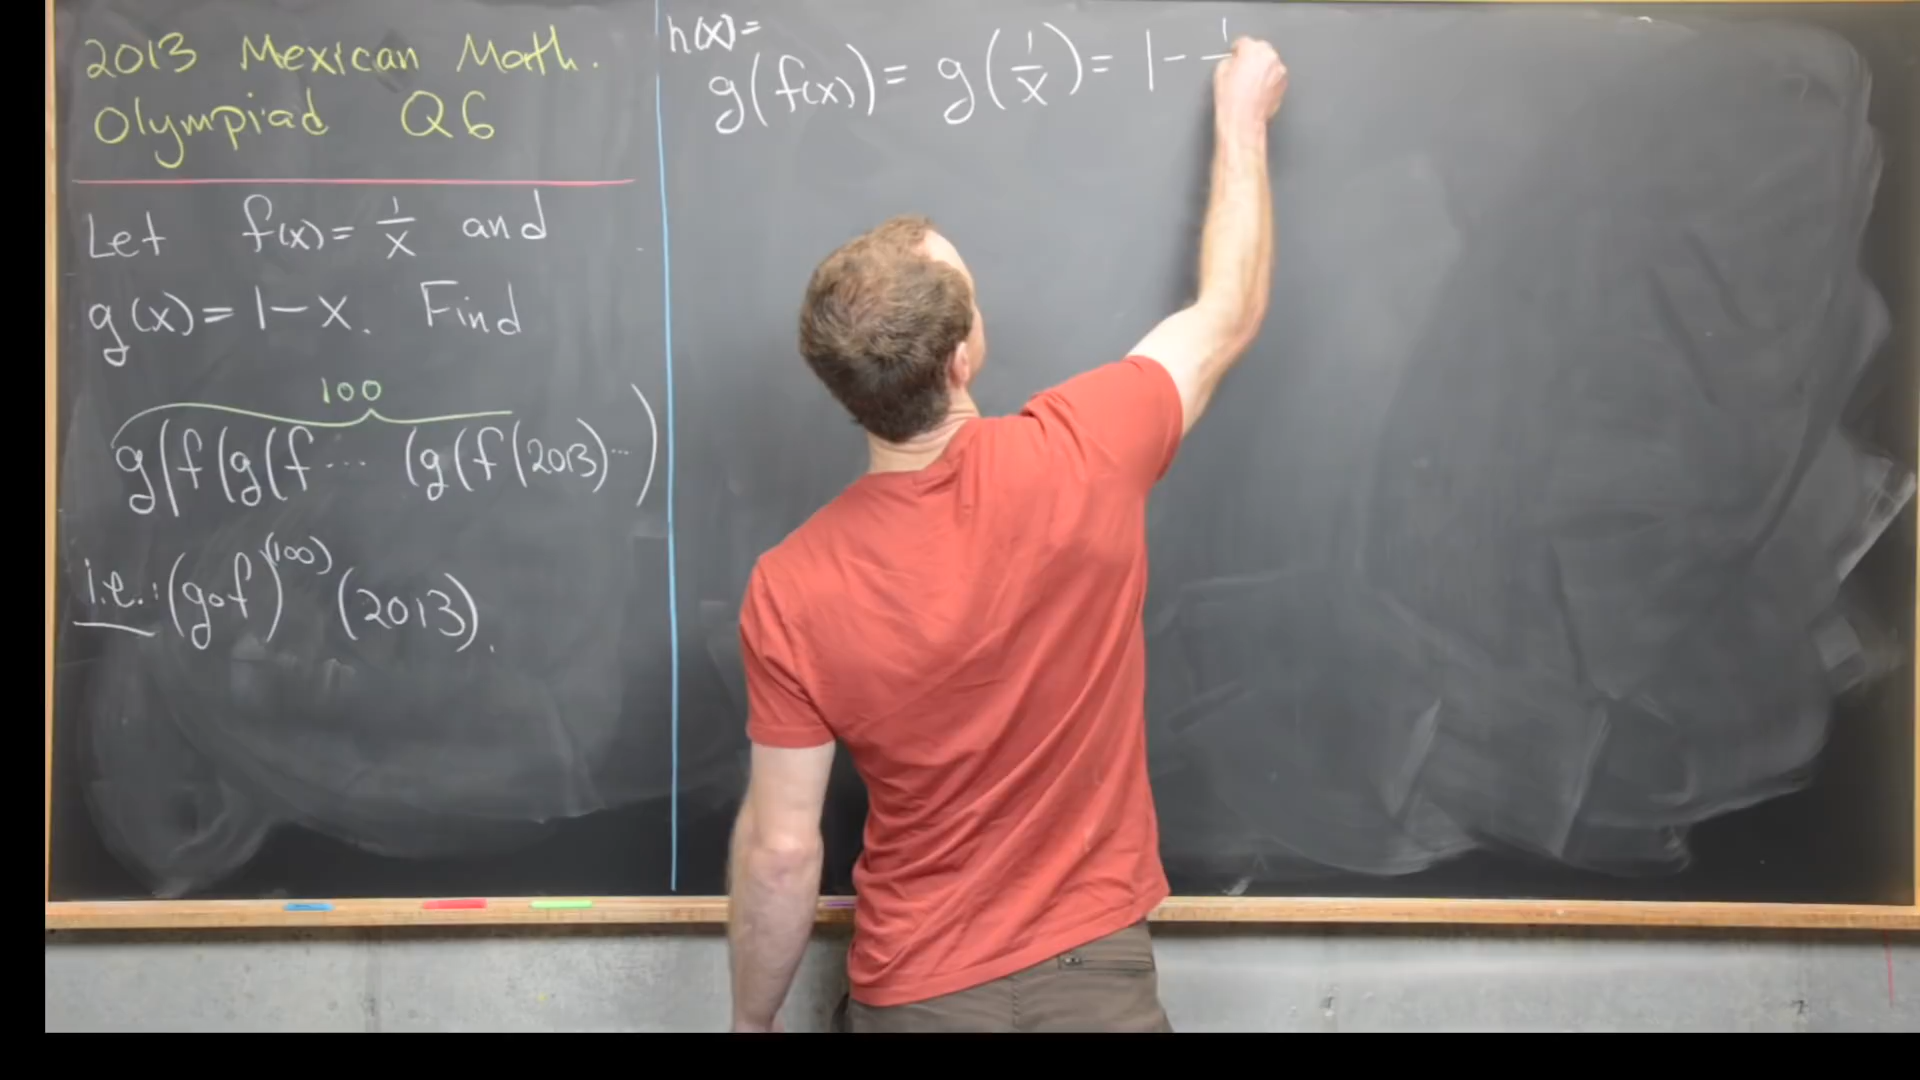 2013 Mexican Math.
Olympiad Q6
Let f(x) = 1/x and
g(x) = 1-x. Find
100
g(f(g(f... (g(f(2013)...)
i.e.: (g∘f)^(100) (2013).
h(x)=
g(f(x)) = g(1/x) = 1 - 1